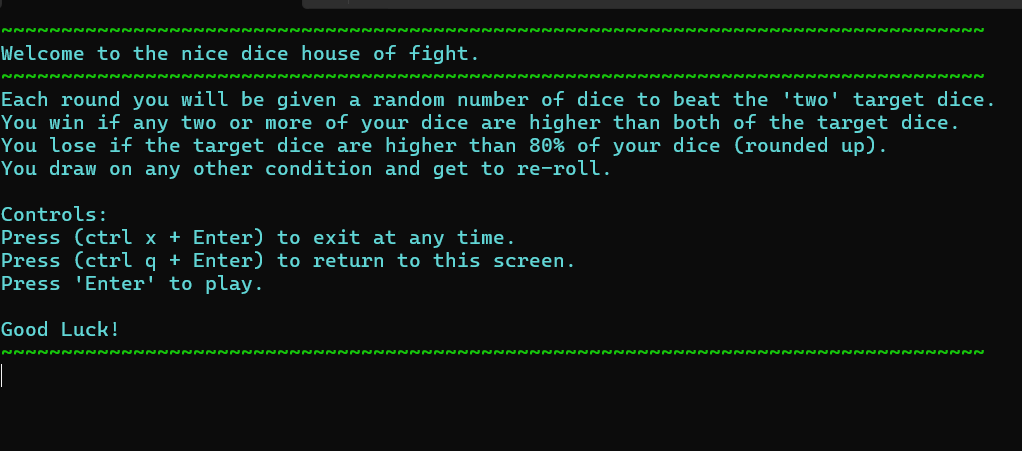 ~~~~~~~~~~~~~~~~~~~~~~~~~~~~~~~~~~~~~~~~~~~~~~~~~~~~~~~~~~~~~~~~~~~~~~~~~~~~~~~~~~
Welcome to the nice dice house of fight.
~~~~~~~~~~~~~~~~~~~~~~~~~~~~~~~~~~~~~~~~~~~~~~~~~~~~~~~~~~~~~~~~~~~~~~~~~~~~~~~~~~
Each round you will be given a random number of dice to beat the 'two' target dice.
You win if any two or more of your dice are higher than both of the target dice.
You lose if the target dice are higher than 80% of your dice (rounded up).
You draw on any other condition and get to re-roll.
Controls:
Press (ctrl x + Enter) to exit at any time.
Press (ctrl q + Enter) to return to this screen.
Press 'Enter' to play.
Good Luck!
~~~~~~~~~~~~~~~~~~~~~~~~~~~~~~~~~~~~~~~~~~~~~~~~~~~~~~~~~~~~~~~~~~~~~~~~~~~~~~~~~~